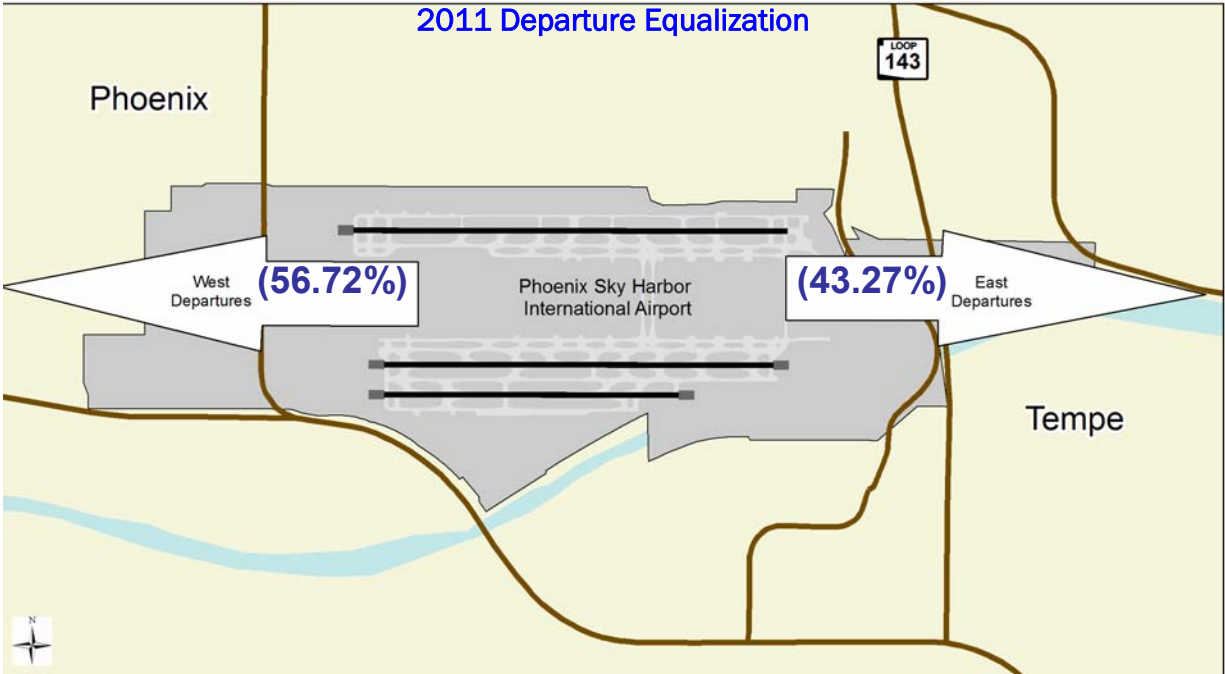 2011 Departure Equalization
LOOP
143
Phoenix
West
Departures
(56.72%)
Phoenix Sky Harbor
International Airport
(43.27%)
East
Departures
Tempe
N